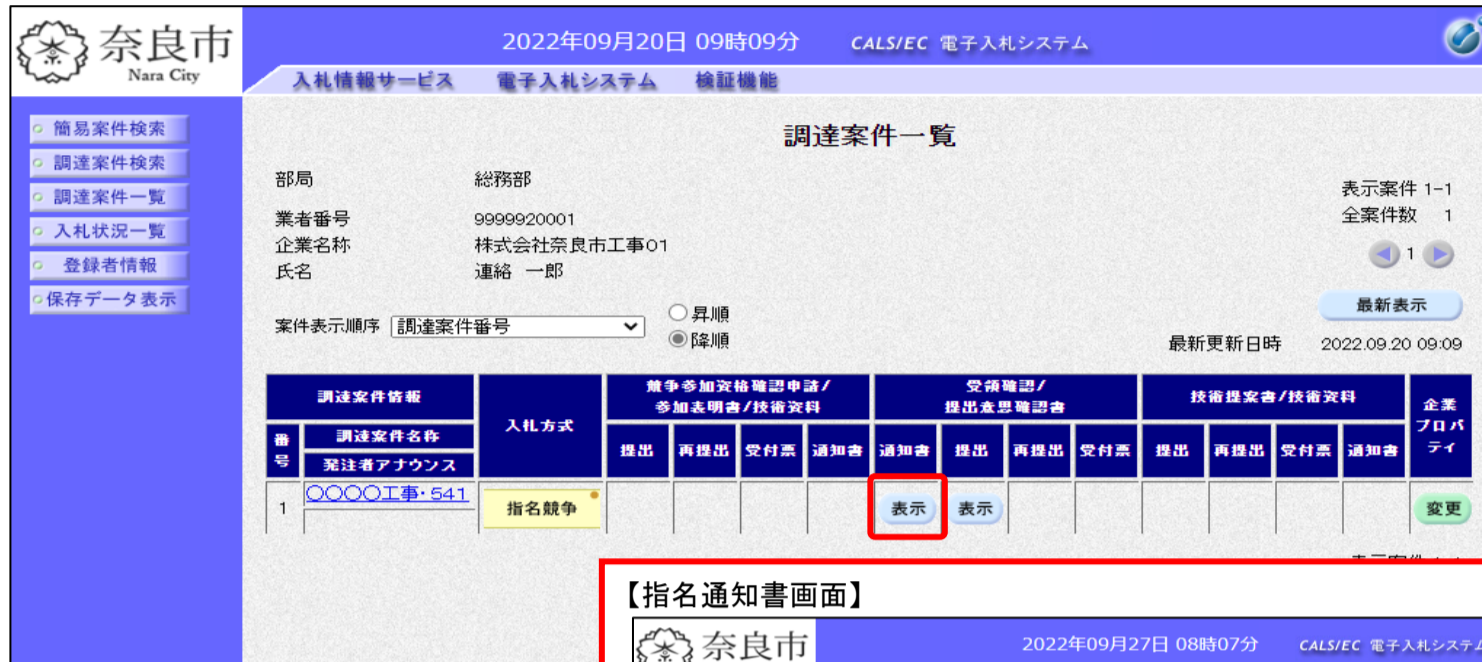 奈良市
Nara City
2022年09月20日 09時09分
CALS/EC 電子入札システム
入札情報サービス 電子入札システム 検証機能
簡易案件検索
調達案件検索
調達案件一覧
入札状況一覧
登録者情報
保存データ表示
調達案件一覧
部局 総務部
業者番号 9999920001
企業名称 株式会社奈良市工事01
氏名 連絡 一郎
表示案件 1-1
全案件数 1
1
案件表示順序 調達案件番号
昇順
降順
最新表示
最新更新日時 2022.09.20 09:09
調達案件情報
番号
調達案件名称
発注者アナウンス
入札方式
競争参加資格確認申請/
参加表明書/技術資料
提出 再提出 受付票 通知書
受領確認/
提出意思確認書
通知書 提出 再提出 受付票
技術提案書/技術資料
提出 再提出 受付票 通知書
企業
プロパ
ティ
1 〇〇〇〇工事・541 指名競争 表示 表示 変更
【指名通知書画面】
奈良市
2022年09月27日 08時07分
CALS/EC 電子入札システム